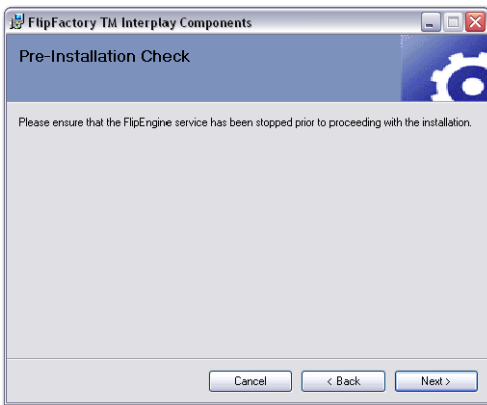 FlipFactory TM Interplay Components
Pre-Installation Check
Please ensure that the FlipEngine service has been stopped prior to proceeding with the installation.
Cancel
< Back
Next >